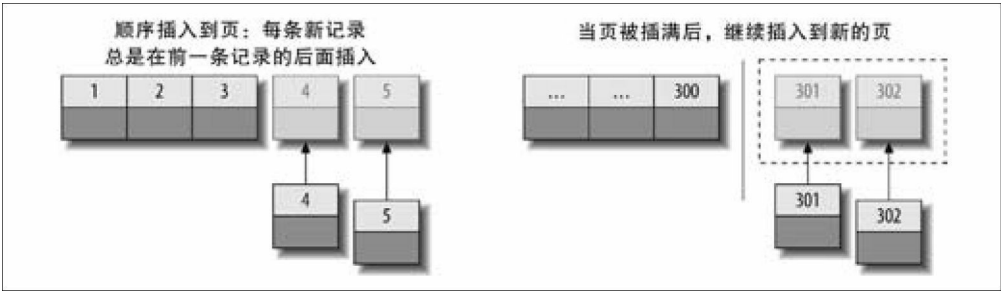 顺序插入到页：每条新记录
总是在前一条记录的后面插入
1 2 3 4 5
4
5
当页被插满后，继续插入到新的页
... ... 300 301 302
301
302